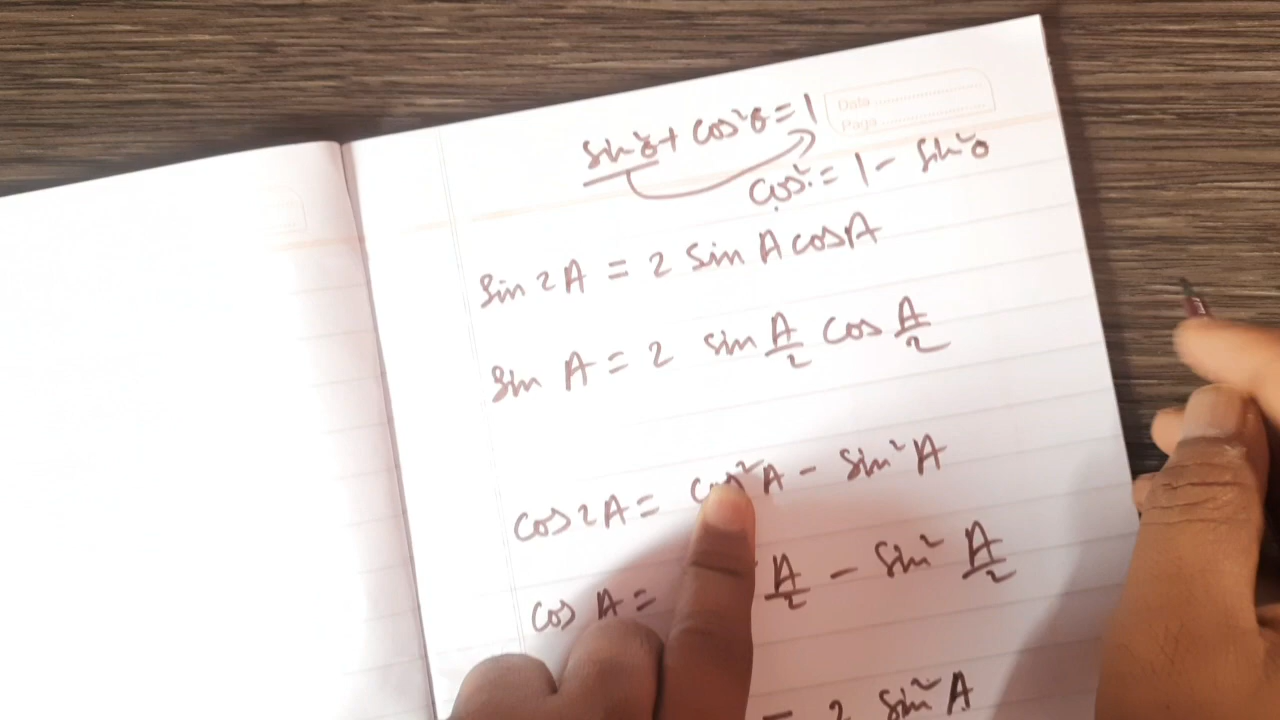 sin²θ + cos²θ = 1
Date
Page
cos² = 1 - sin²θ
sin 2A = 2 sin A cos A
sin A = 2 sin A/2 cos A/2
cos 2A = cos²A - sin²A
cos A = A/2 - sin² A/2
- 2 sin²A